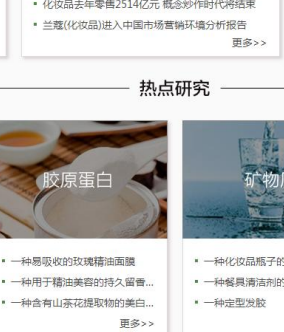 化妆品去年零售2514亿元 概念炒作时代将结束
兰蔻(化妆品)进入中国市场营销环境分析报告
更多>>
热点研究
胶原蛋白
矿物
一种易吸收的玫瑰精油面膜
一种用于精油美容的持久留香...
一种含有山茶花提取物的美白...
更多>>
一种化妆品瓶子的
一种餐具清洁剂的
一种定型发胶